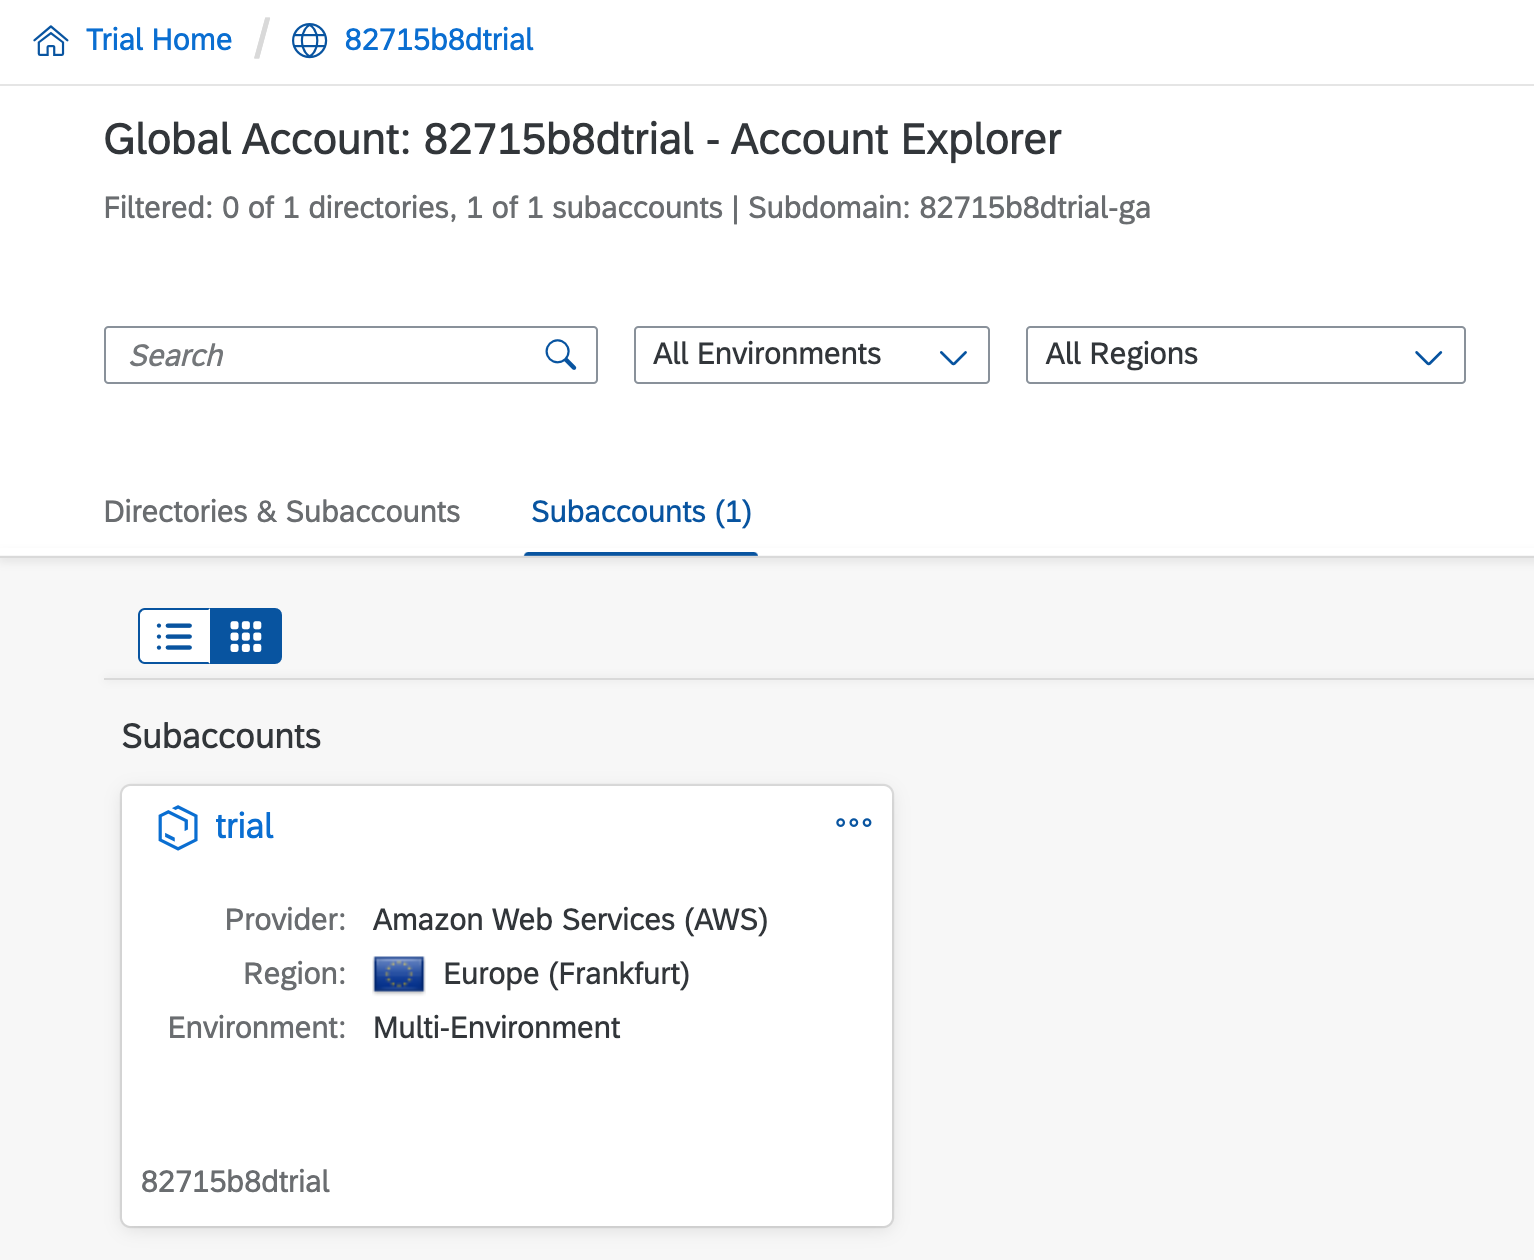 Trial Home / 82715b8dtrial
Global Account: 82715b8dtrial - Account Explorer
Filtered: 0 of 1 directories, 1 of 1 subaccounts | Subdomain: 82715b8dtrial-ga
Search All Environments All Regions
Directories & Subaccounts Subaccounts (1)
Subaccounts
trial
Provider: Amazon Web Services (AWS)
Region: Europe (Frankfurt)
Environment: Multi-Environment
82715b8dtrial